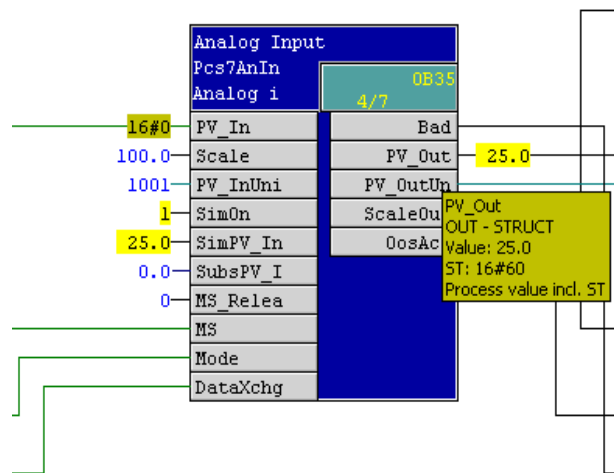 Analog Input
Pcs7AnIn
Analog i
OB35
4/7
16#0 PV_In Bad
100.0 Scale PV_Out 25.0
1001 PV_InUni PV_OutUn
1 SimOn ScaleOu
25.0 SimPV_In OosAc
0.0 SubsPV_I
0 MS_Relea
MS
Mode
DataXchg
PV_Out
OUT - STRUCT
Value: 25.0
ST: 16#60
Process value incl. ST